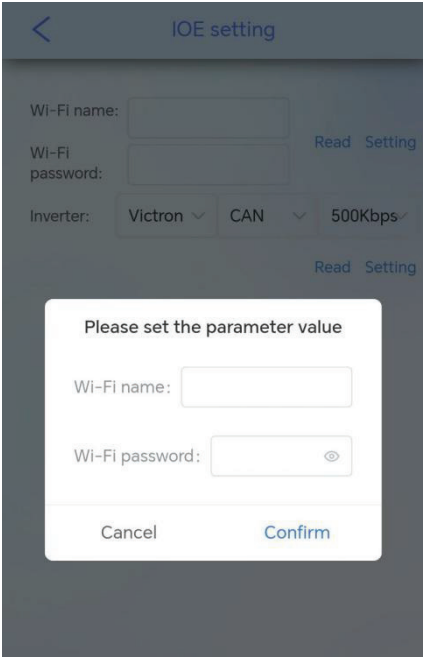 IOE setting
Wi-Fi name:
Read Setting
Wi-Fi
password:
Inverter: Victron CAN 500Kbps
Read Setting
Please set the parameter value
Wi-Fi name:
Wi-Fi password:
Cancel Confirm